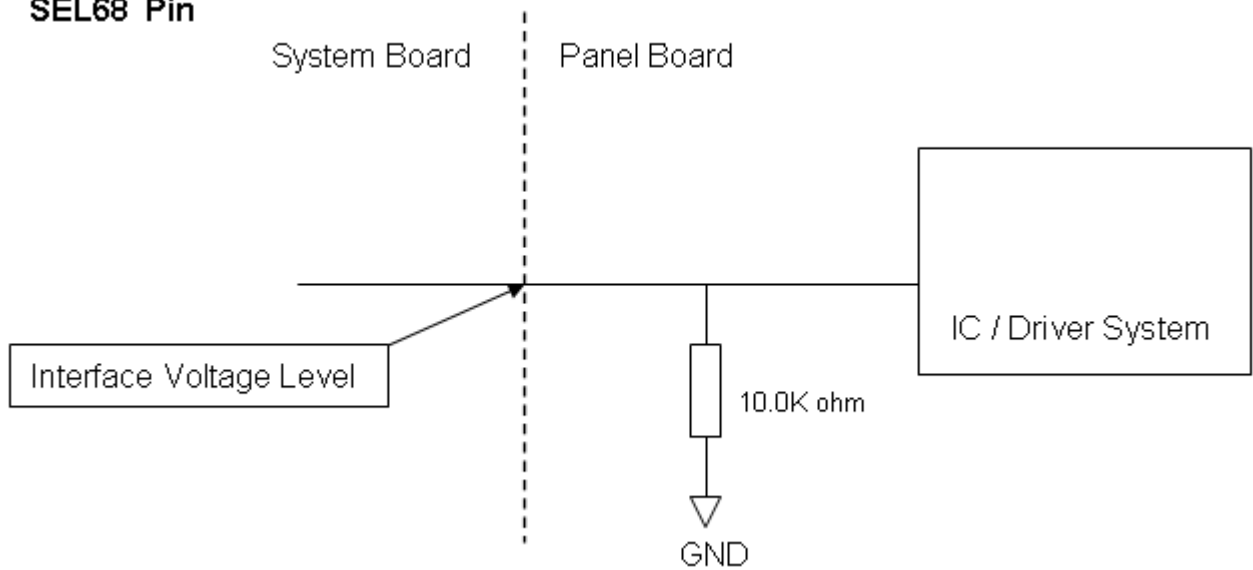 SEL68 Pin
System Board
Panel Board
IC / Driver System
Interface Voltage Level
10.0K ohm
GND